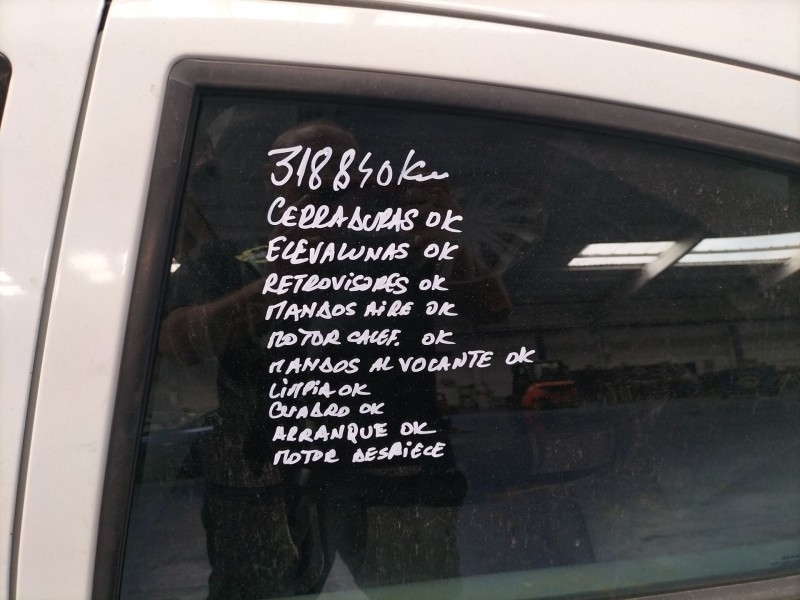 318840Km
CERRADURAS OK
ELEVALUNAS OK
RETROVISORES OK
MANDOS AIRE OK
MOTOR CALEF. OK
MANDOS AL VOLANTE OK
LIMPIA OK
CUADRO OK
ARRANQUE OK
MOTOR DESPIECE